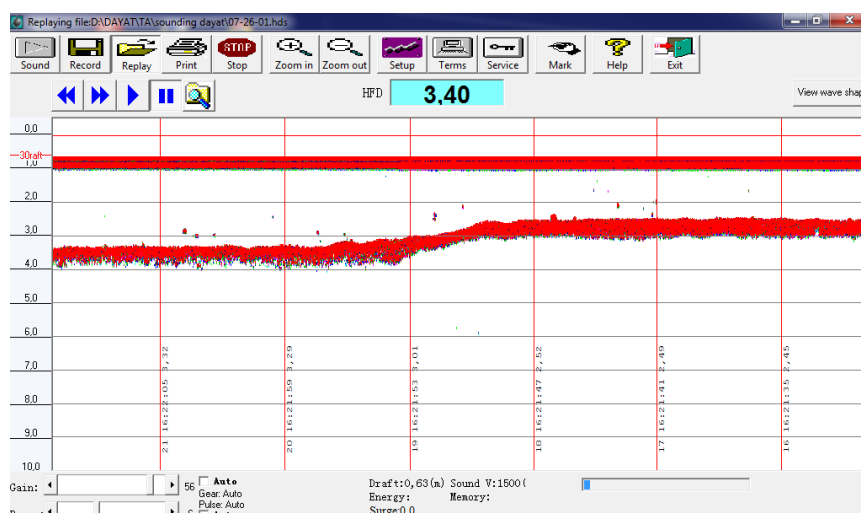 Replaying file:D:\DAYAT\TA\sounding dayat\07-26-01.hds
Sound Record Replay Print STOP Stop Zoom in Zoom out Setup Terms Service Mark Help Exit
HFD 3,40 View wave shap
0,0
30raft
1,0
2,0
3,0
4,0
5,0
6,0
7,0
8,0
9,0
10,0
21 16:22:05 3,32
20 16:21:59 3,29
19 16:21:53 3,01
18 16:21:47 2,52
17 16:21:41 2,49
16 16:21:35 2,45
Gain: 56 Auto
Gear: Auto
Pulse: Auto
Draft:0,63(m) Sound V:1500(
Energy: Memory:
Surge:0,0